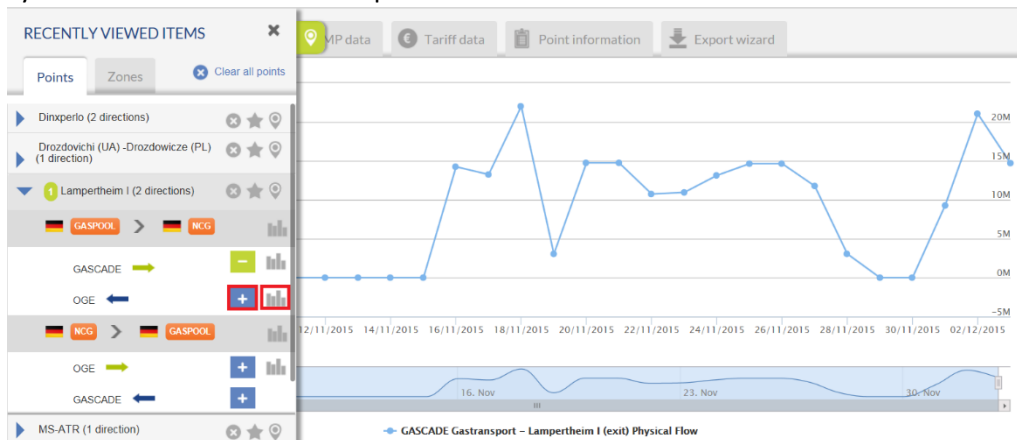 RECENTLY VIEWED ITEMS
Points
Zones
Clear all points
Dinxperlo (2 directions)
Drozdovichi (UA) -Drozdowicze (PL)
(1 direction)
1 Lampertheim I (2 directions)
GASPOOL > NCG
GASCADE
OGE
NCG > GASPOOL
OGE
GASCADE
MS-ATR (1 direction)
MP data
Tariff data
Point information
Export wizard
20M
15M
10M
5M
0M
-5M
12/11/2015 14/11/2015 16/11/2015 18/11/2015 20/11/2015 22/11/2015 24/11/2015 26/11/2015 28/11/2015 30/11/2015 02/12/2015
16. Nov 23. Nov 30. Nov
GASCADE Gastransport – Lampertheim I (exit) Physical Flow